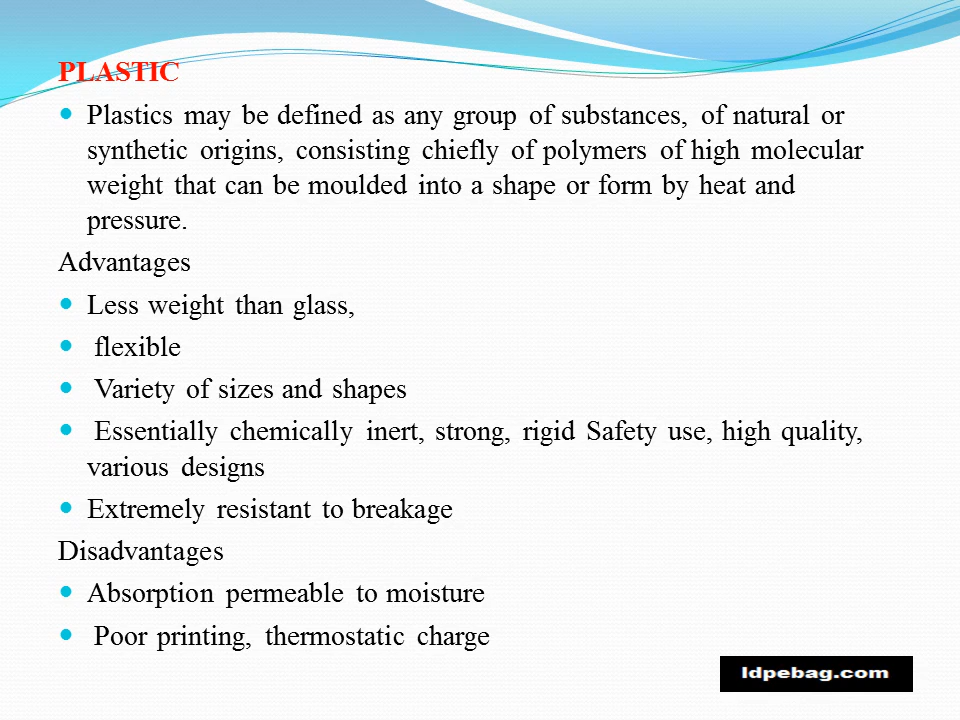 PLASTIC
Plastics may be defined as any group of substances, of natural or
synthetic origins, consisting chiefly of polymers of high molecular
weight that can be moulded into a shape or form by heat and
pressure.
Advantages
Less weight than glass,
flexible
Variety of sizes and shapes
Essentially chemically inert, strong, rigid Safety use, high quality,
various designs
Extremely resistant to breakage
Disadvantages
Absorption permeable to moisture
Poor printing, thermostatic charge
ldpebag.com